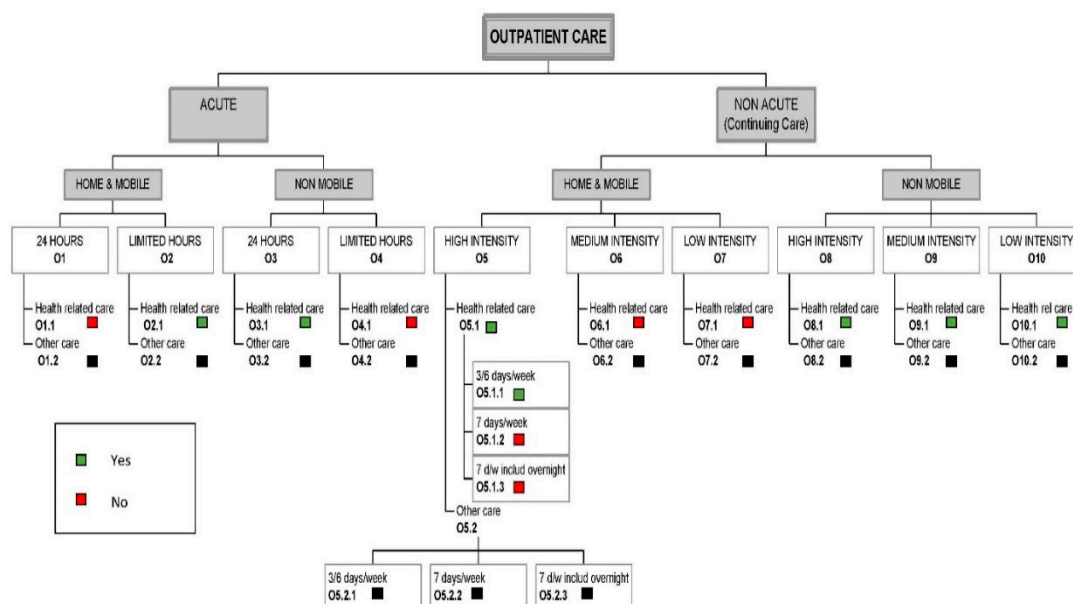 OUTPATIENT CARE
ACUTE
NON ACUTE
(Continuing Care)
HOME & MOBILE
NON MOBILE
HOME & MOBILE
NON MOBILE
24 HOURS
O1
LIMITED HOURS
O2
24 HOURS
O3
LIMITED HOURS
O4
HIGH INTENSITY
O5
MEDIUM INTENSITY
O6
LOW INTENSITY
O7
HIGH INTENSITY
O8
MEDIUM INTENSITY
O9
LOW INTENSITY
O10
Health related care
O1.1
Other care
O1.2
Health related care
O2.1
Other care
O2.2
Health related care
O3.1
Other care
O3.2
Health related care
O4.1
Other care
O4.2
Health related care
O5.1
3/6 days/week
O5.1.1
7 days/week
O5.1.2
7 d/w includ overnight
O5.1.3
Other care
O5.2
3/6 days/week
O5.2.1
7 days/week
O5.2.2
7 d/w includ overnight
O5.2.3
Health related care
O6.1
Other care
O6.2
Health related care
O7.1
Other care
O7.2
Health related care
O8.1
Other care
O8.2
Health related care
O9.1
Other care
O9.2
Health rel care
O10.1
Other care
O10.2
Yes
No